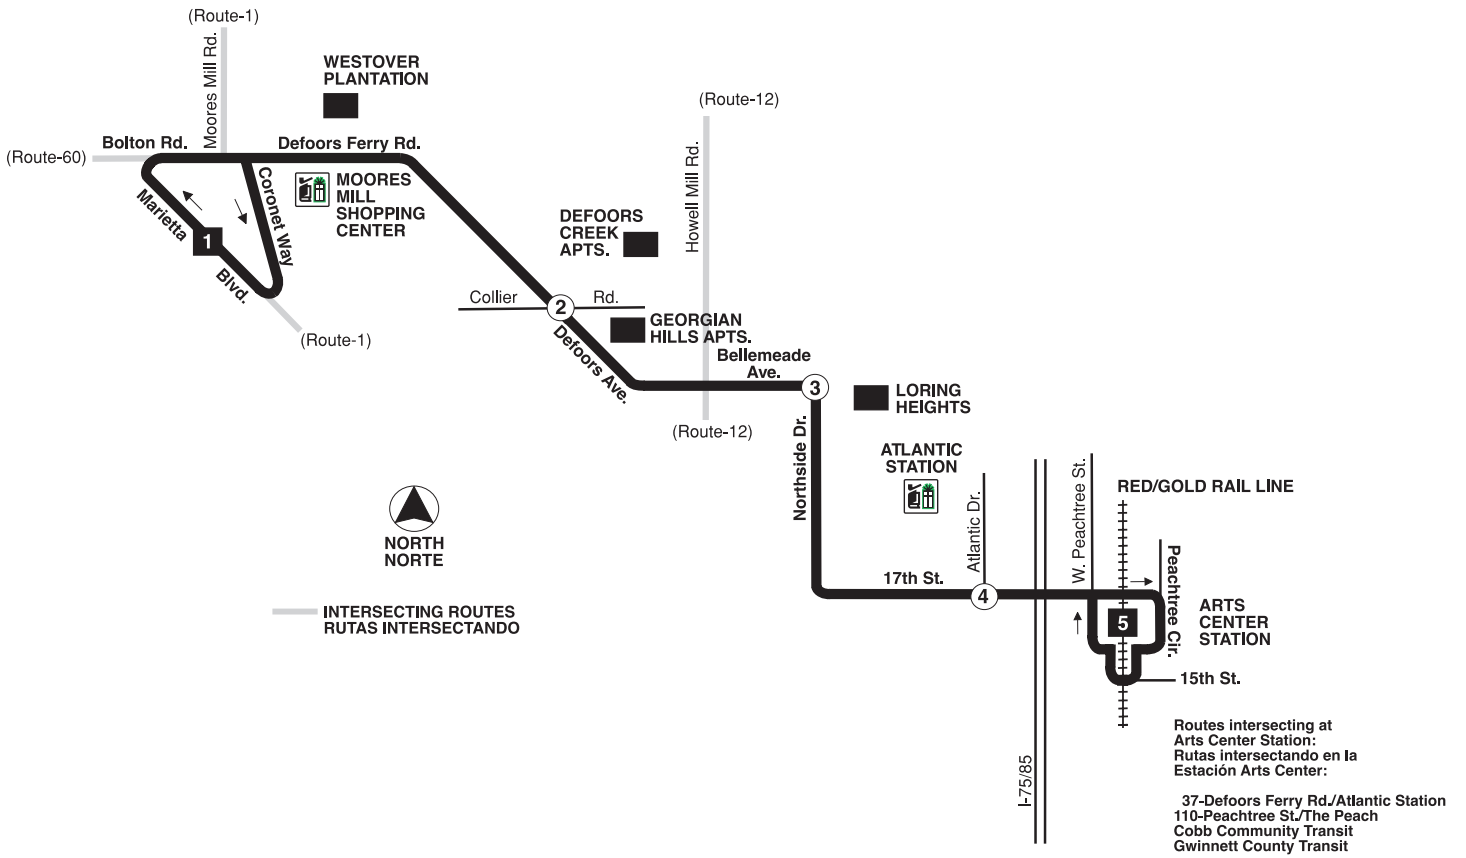 (Route-1)
Moores Mill Rd.
WESTOVER
PLANTATION
(Route-12)
Bolton Rd.
Defoors Ferry Rd.
(Route-60)
Howell Mill Rd.
Marietta
Blvd.
1
Coronet Way
MOORES
MILL
SHOPPING
CENTER
DEFOORS
CREEK
APTS.
Collier
2
Rd.
(Route-1)
GEORGIAN
HILLS APTS.
Defoors Ave.
Bellemeade
Ave.
3
LORING
HEIGHTS
(Route-12)
Northside Dr.
ATLANTIC
STATION
Atlantic Dr.
W. Peachtree St.
RED/GOLD RAIL LINE
NORTH
NORTE
17th St.
4
Peachtree Cir.
5
ARTS
CENTER
STATION
INTERSECTING ROUTES
RUTAS INTERSECTANDO
15th St.
I-75/85
Routes intersecting at
Arts Center Station:
Rutas intersectando en la
Estación Arts Center:
37-Defoors Ferry Rd./Atlantic Station
110-Peachtree St./The Peach
Cobb Community Transit
Gwinnett County Transit